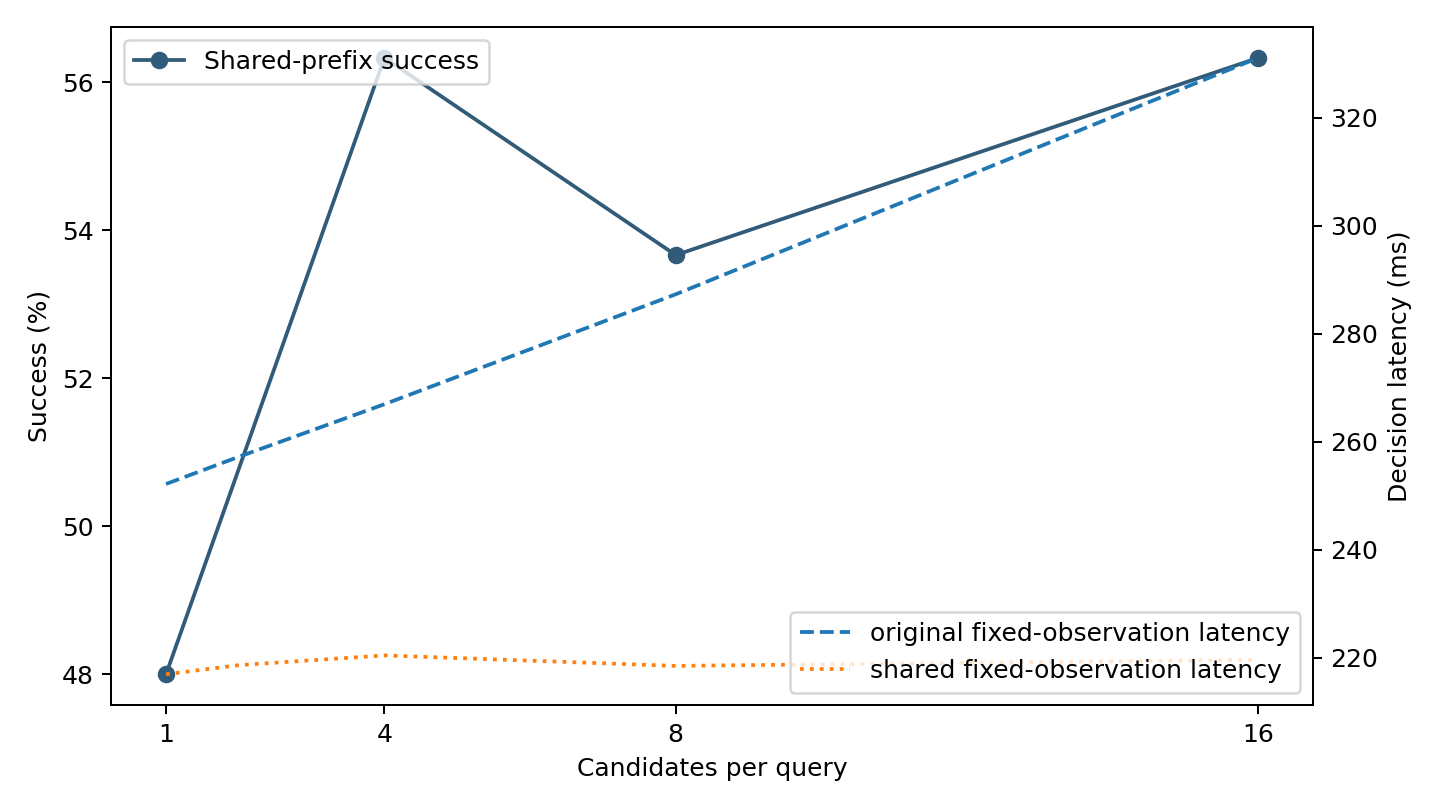 Shared-prefix success
56
54
52
50
48
Success (%)
320
300
280
260
240
220
Decision latency (ms)
original fixed-observation latency
shared fixed-observation latency
1
4
8
16
Candidates per query